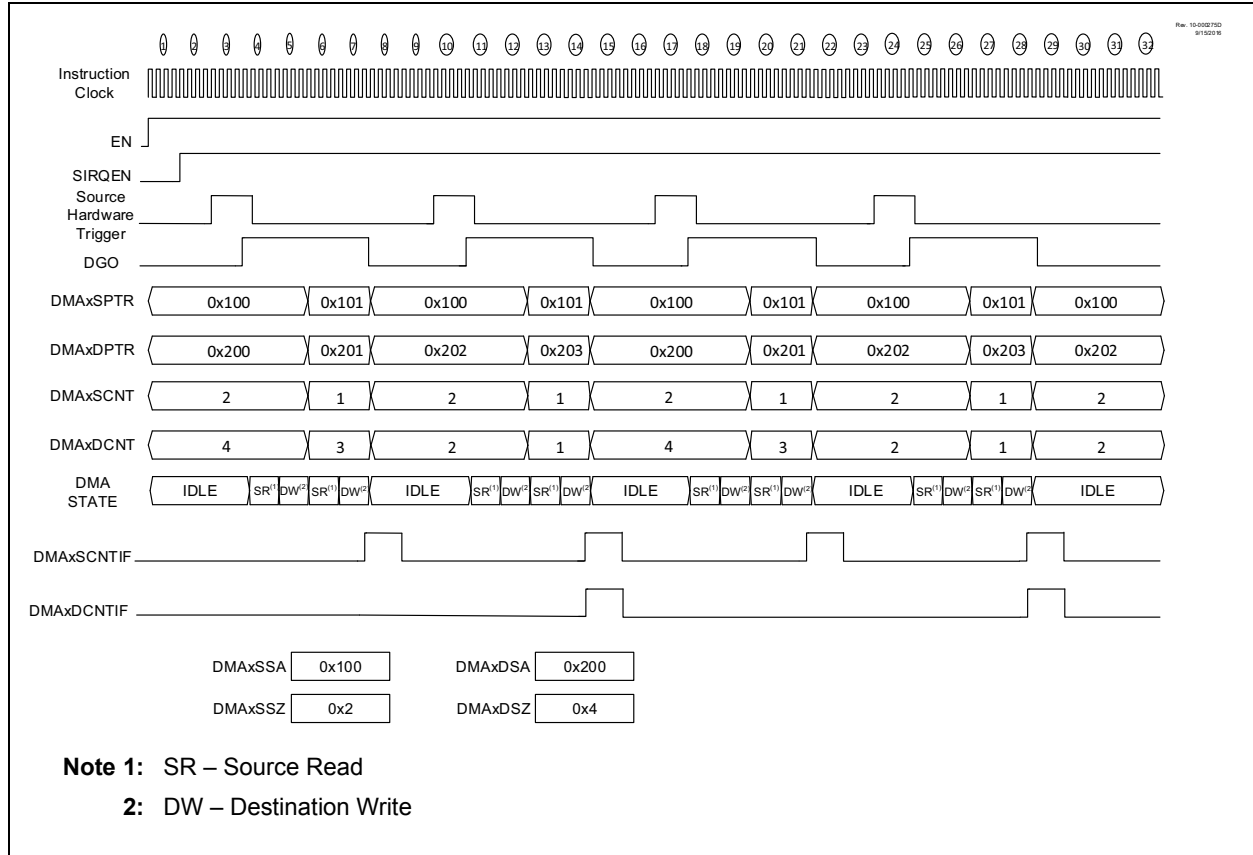 Rev. 10-000275D
9/15/2016
1 2 3 4 5 6 7 8 9 10 11 12 13 14 15 16 17 18 19 20 21 22 23 24 25 26 27 28 29 30 31 32
Instruction
Clock
EN
SIRQEN
Source
Hardware
Trigger
DGO
DMAxSPTR 0x100 0x101 0x100 0x101 0x100 0x101 0x100 0x101 0x100
DMAxDPTR 0x200 0x201 0x202 0x203 0x200 0x201 0x202 0x203 0x202
DMAxSCNT 2 1 2 1 2 1 2 1 2
DMAxDCNT 4 3 2 1 4 3 2 1 2
DMA
STATE
IDLE SR(1) DW(2) SR(1) DW(2) IDLE SR(1) DW(2 SR(1) DW(2 IDLE SR(1) DW(2 SR(1) DW(2 IDLE SR(1) DW(2 SR(1) DW(2 IDLE
DMAxSCNTIF
DMAxDCNTIF
DMAxSSA 0x100 DMAxDSA 0x200
DMAxSSZ 0x2 DMAxDSZ 0x4
Note 1: SR – Source Read
2: DW – Destination Write